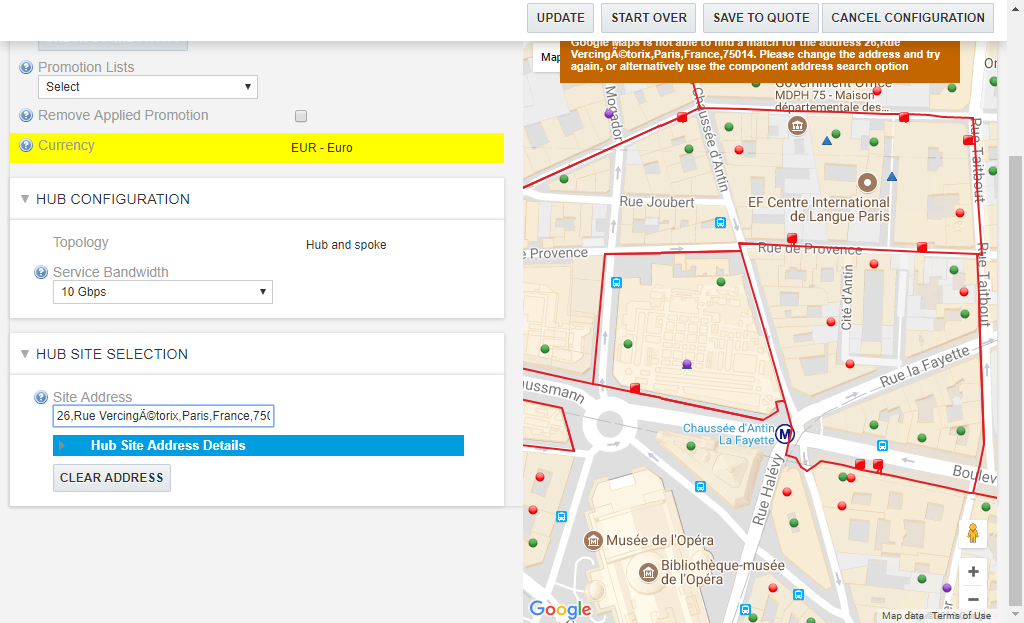 UPDATE
START OVER
SAVE TO QUOTE
CANCEL CONFIGURATION
Promotion Lists
Select
Remove Applied Promotion
Currency
EUR - Euro
HUB CONFIGURATION
Topology
Hub and spoke
Service Bandwidth
10 Gbps
HUB SITE SELECTION
Site Address
26,Rue VercingÃ©torix,Paris,France,750
Hub Site Address Details
CLEAR ADDRESS
Map
Google Maps is not able to find a match for the address 26,Rue
VercingÃ©torix,Paris,France,75014. Please change the address and try
again, or alternatively use the component address search option
Government Office
MDPH 75 - Maison
départementale des...
Mogador
Chaussée d'Antin
Rue Taitbout
Rue Joubert
EF Centre International
de Langue Paris
e Provence
Rue de Provence
Rue Taitbout
Cité d'Antin
Rue la Fayette
aussmann
Chaussée d'Antin
La Fayette
M
Boulev
Rue Halévy
Musée de l'Opéra
Bibliothèque-musée
de l'Opéra
Google
+
−
Map data
Terms of Use